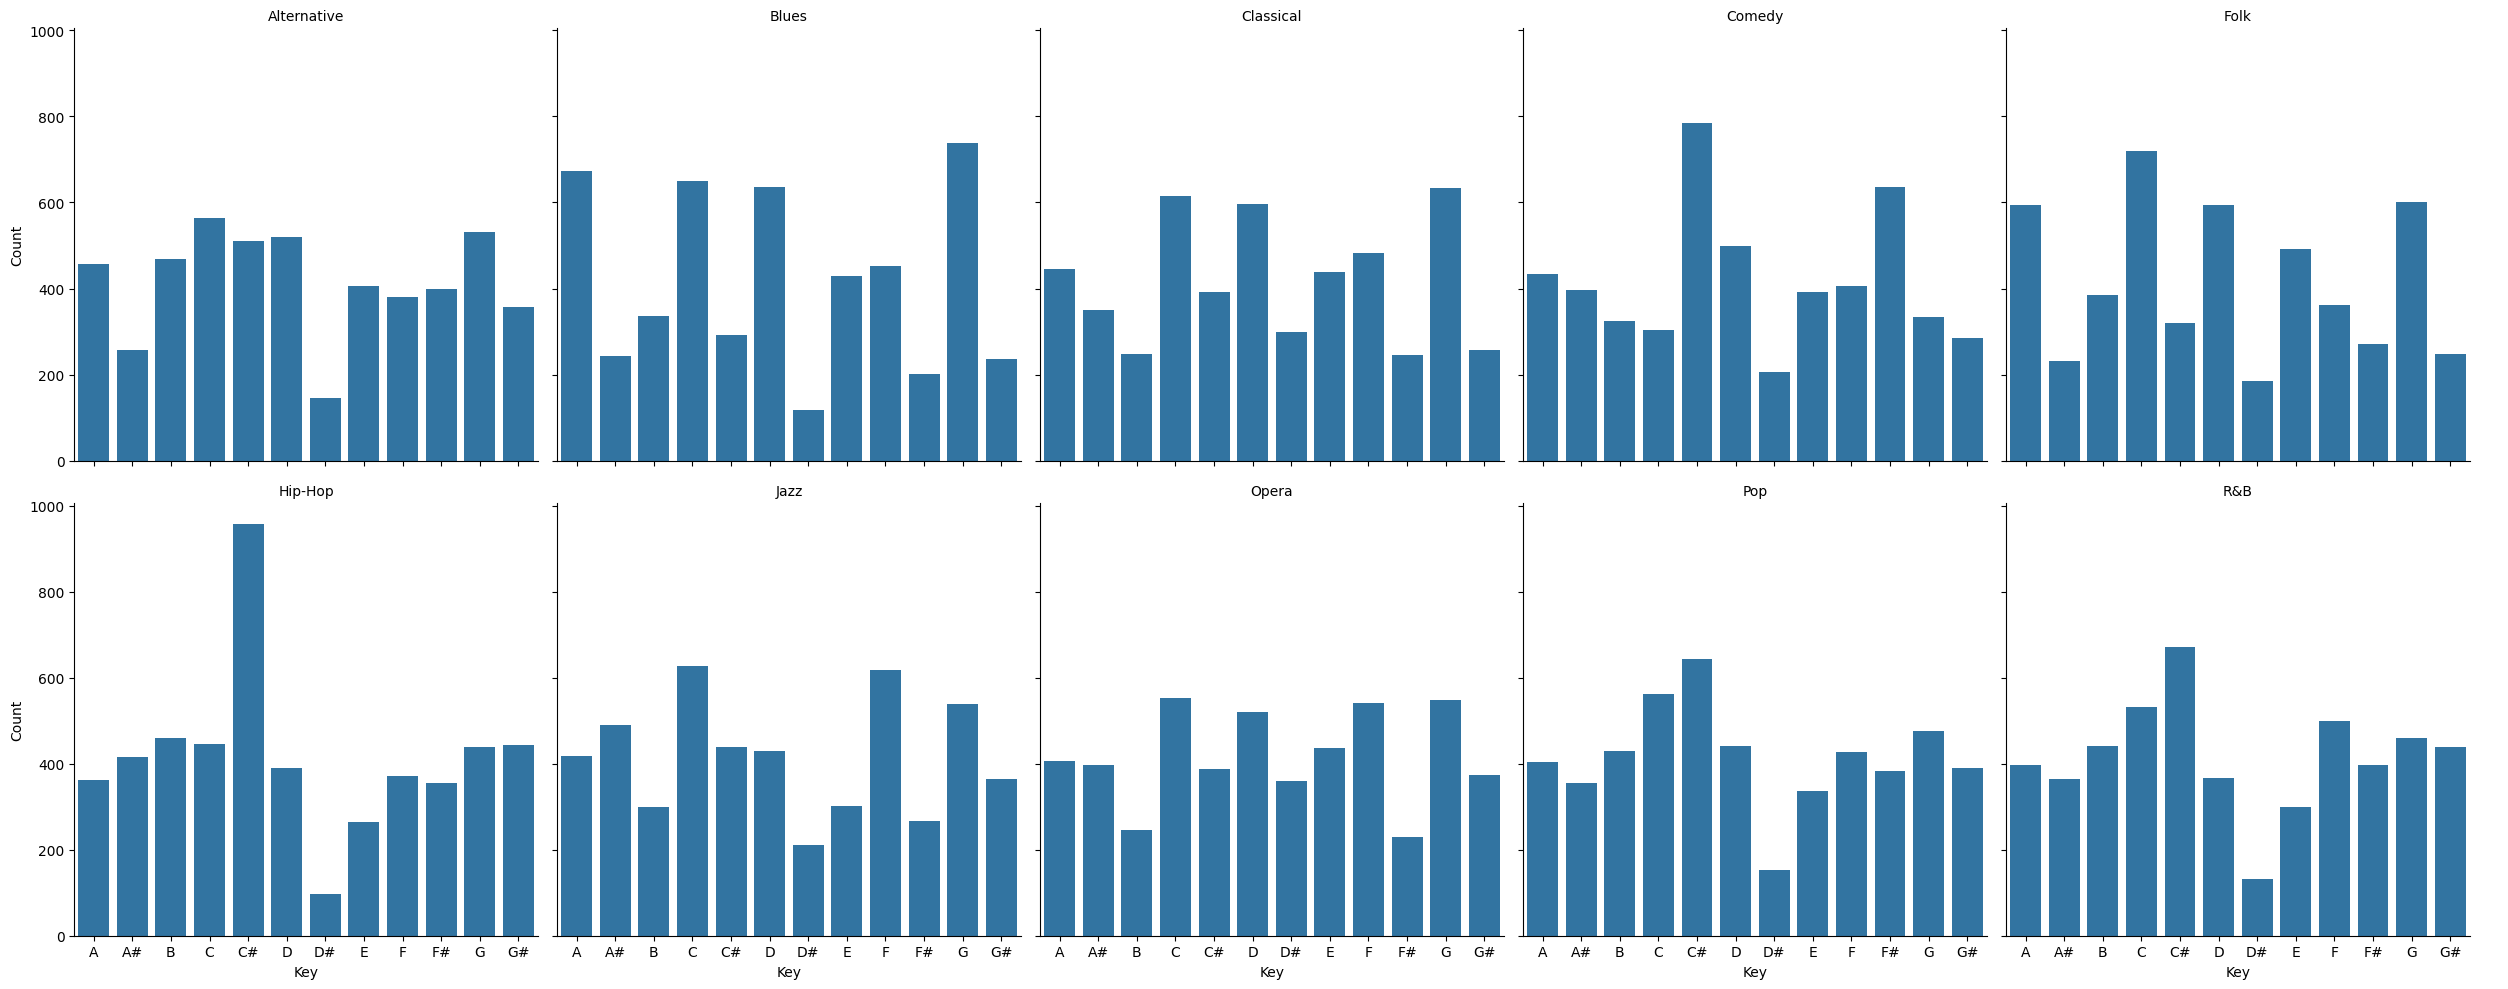 Alternative
Blues
Classical
Comedy
Folk
1000
800
600
400
200
0
Count
Hip-Hop
Jazz
Opera
Pop
R&B
1000
800
600
400
200
0
Count
A A# B C C# D D# E F F# G G#
A A# B C C# D D# E F F# G G#
A A# B C C# D D# E F F# G G#
A A# B C C# D D# E F F# G G#
A A# B C C# D D# E F F# G G#
Key
Key
Key
Key
Key